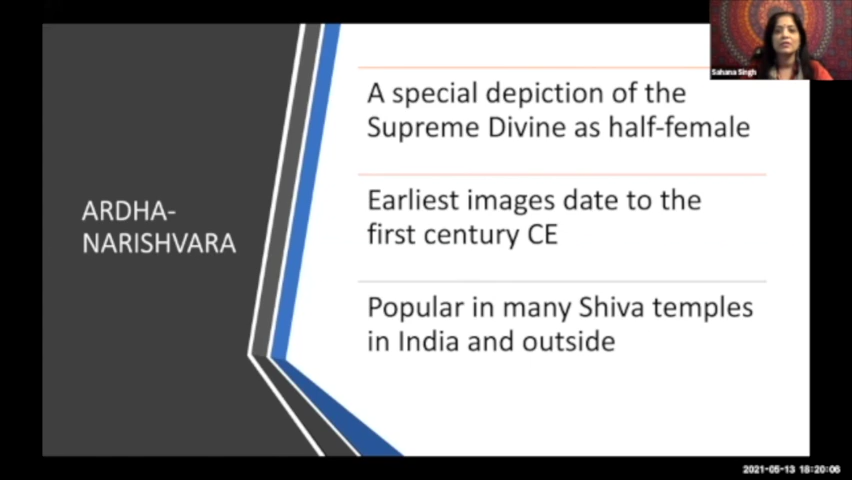 Sahana Singh
ARDHA-
NARISHVARA
A special depiction of the
Supreme Divine as half-female
Earliest images date to the
first century CE
Popular in many Shiva temples
in India and outside
2021-05-13 18:20:06